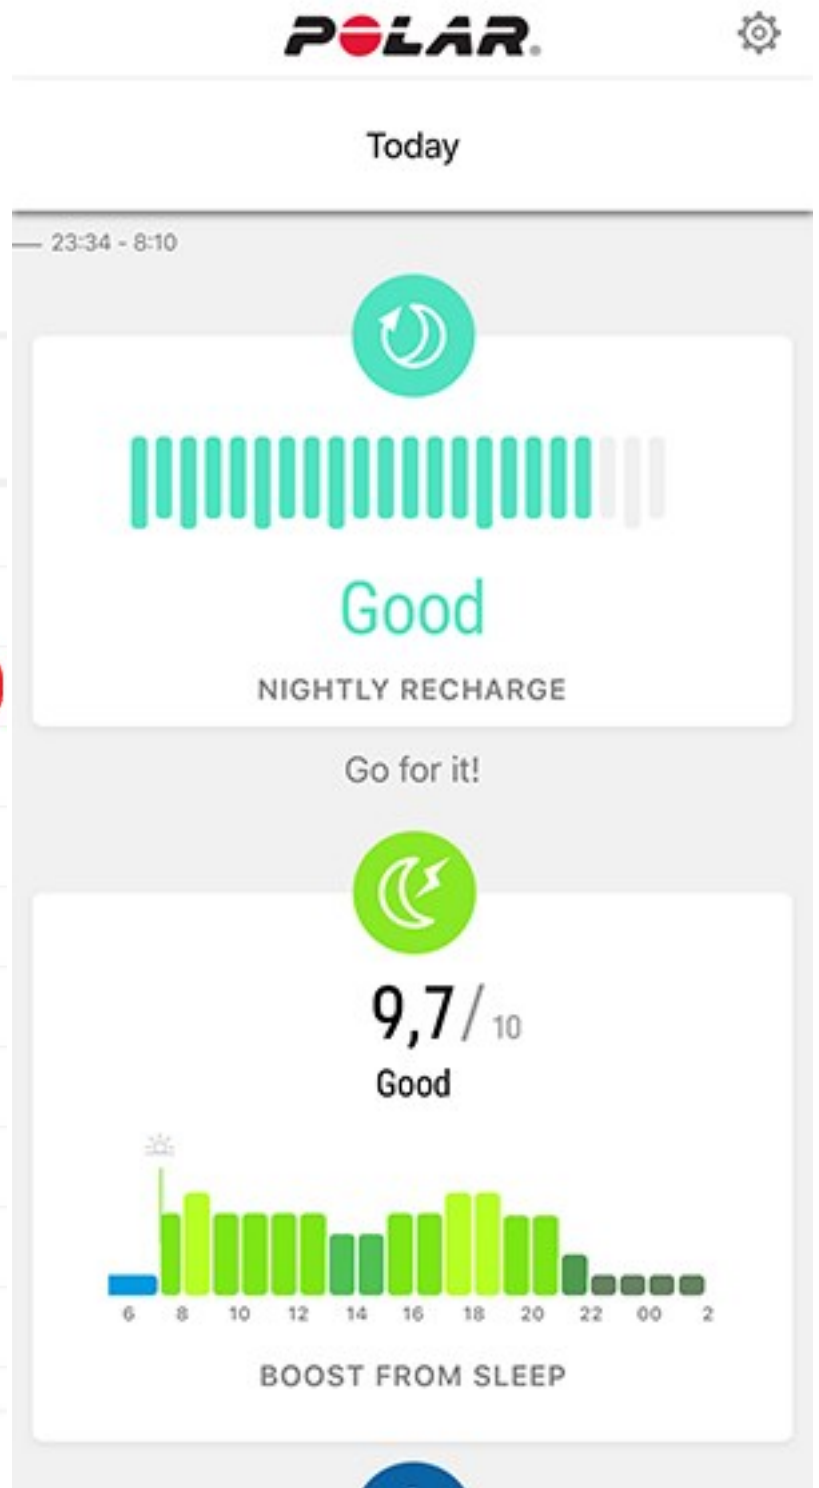 POLAR®
Today
23:34 - 8:10
Good
NIGHTLY RECHARGE
Go for it!
9,7/10
Good
6 8 10 12 14 16 18 20 22 00 2
BOOST FROM SLEEP